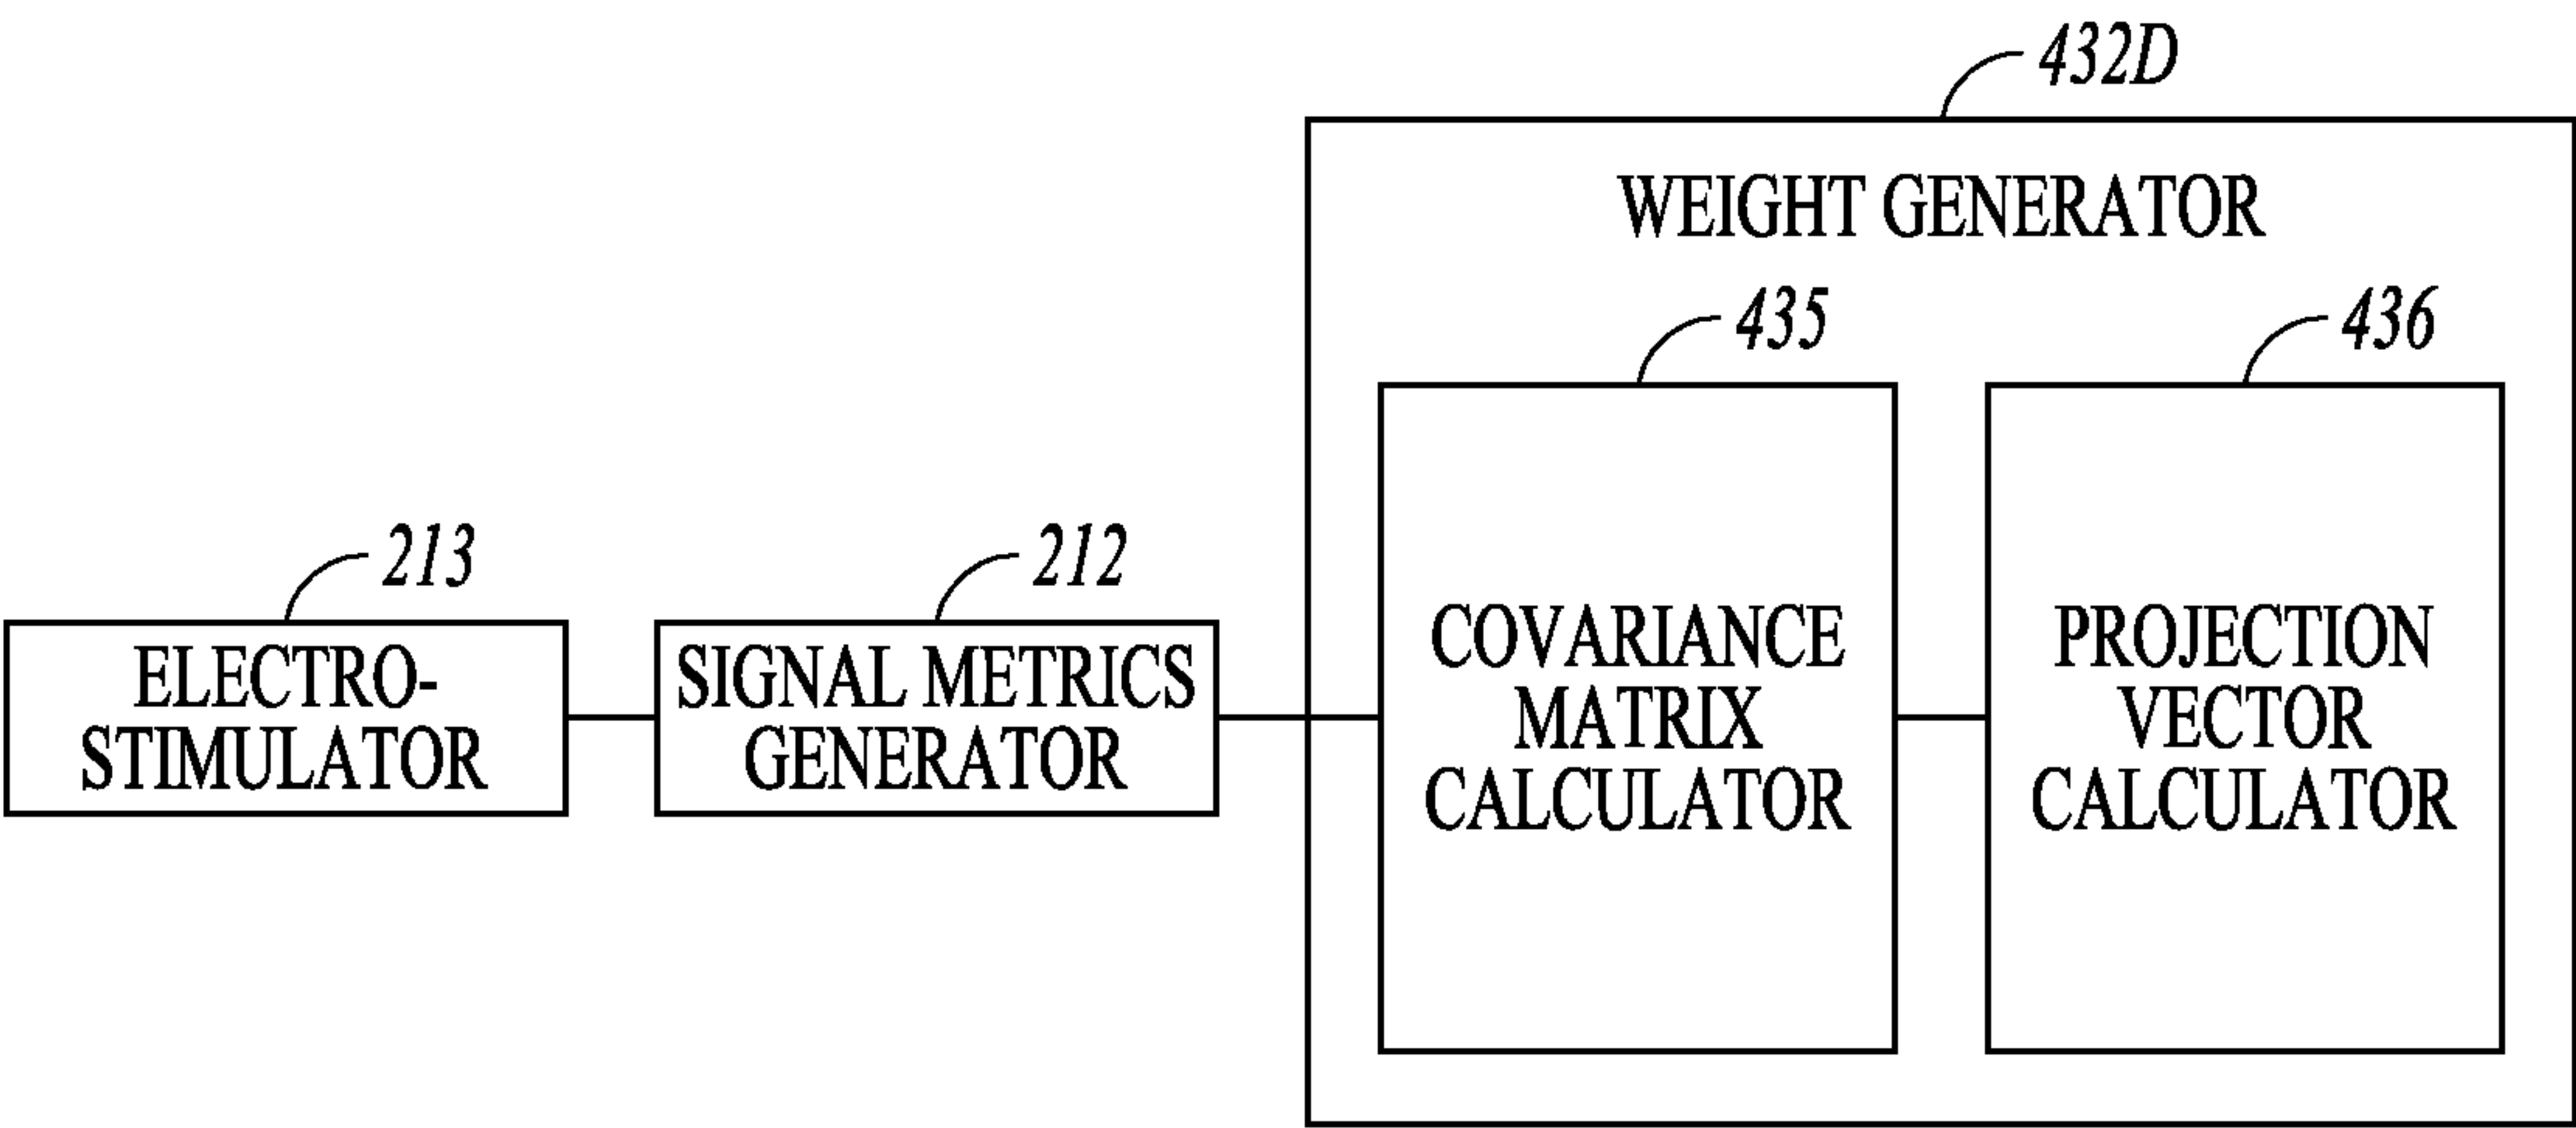 432D
WEIGHT GENERATOR
435
436
213
212
ELECTRO-
STIMULATOR
SIGNAL METRICS
GENERATOR
COVARIANCE
MATRIX
CALCULATOR
PROJECTION
VECTOR
CALCULATOR